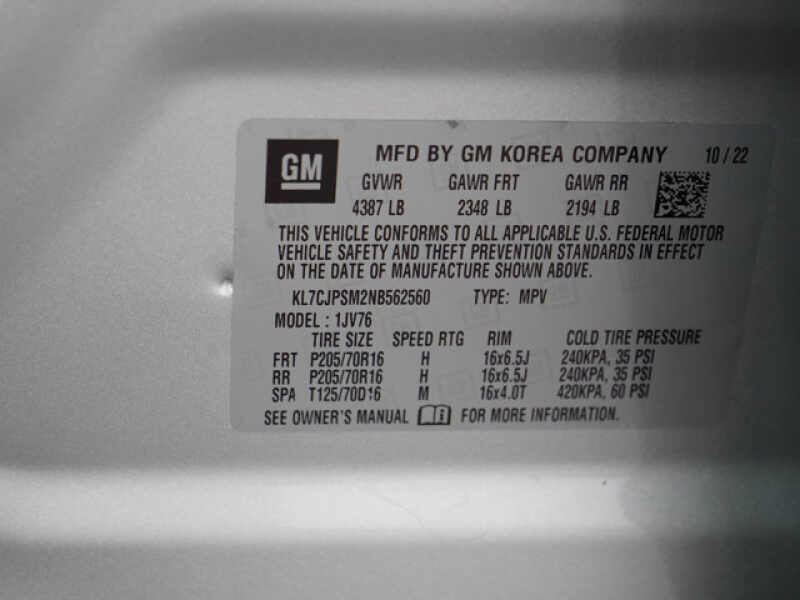 GM MFD BY GM KOREA COMPANY 10/22
GVWR GAWR FRT GAWR RR
4387 LB 2348 LB 2194 LB
THIS VEHICLE CONFORMS TO ALL APPLICABLE U.S. FEDERAL MOTOR
VEHICLE SAFETY AND THEFT PREVENTION STANDARDS IN EFFECT
ON THE DATE OF MANUFACTURE SHOWN ABOVE.
KL7CJPSM2NB562560 TYPE: MPV
MODEL : 1JV76
TIRE SIZE SPEED RTG RIM COLD TIRE PRESSURE
FRT P205/70R16 H 16x6.5J 240KPA, 35 PSI
RR P205/70R16 H 16x6.5J 240KPA, 35 PSI
SPA T125/70D16 M 16x4.0T 420KPA, 60 PSI
SEE OWNER'S MANUAL FOR MORE INFORMATION.